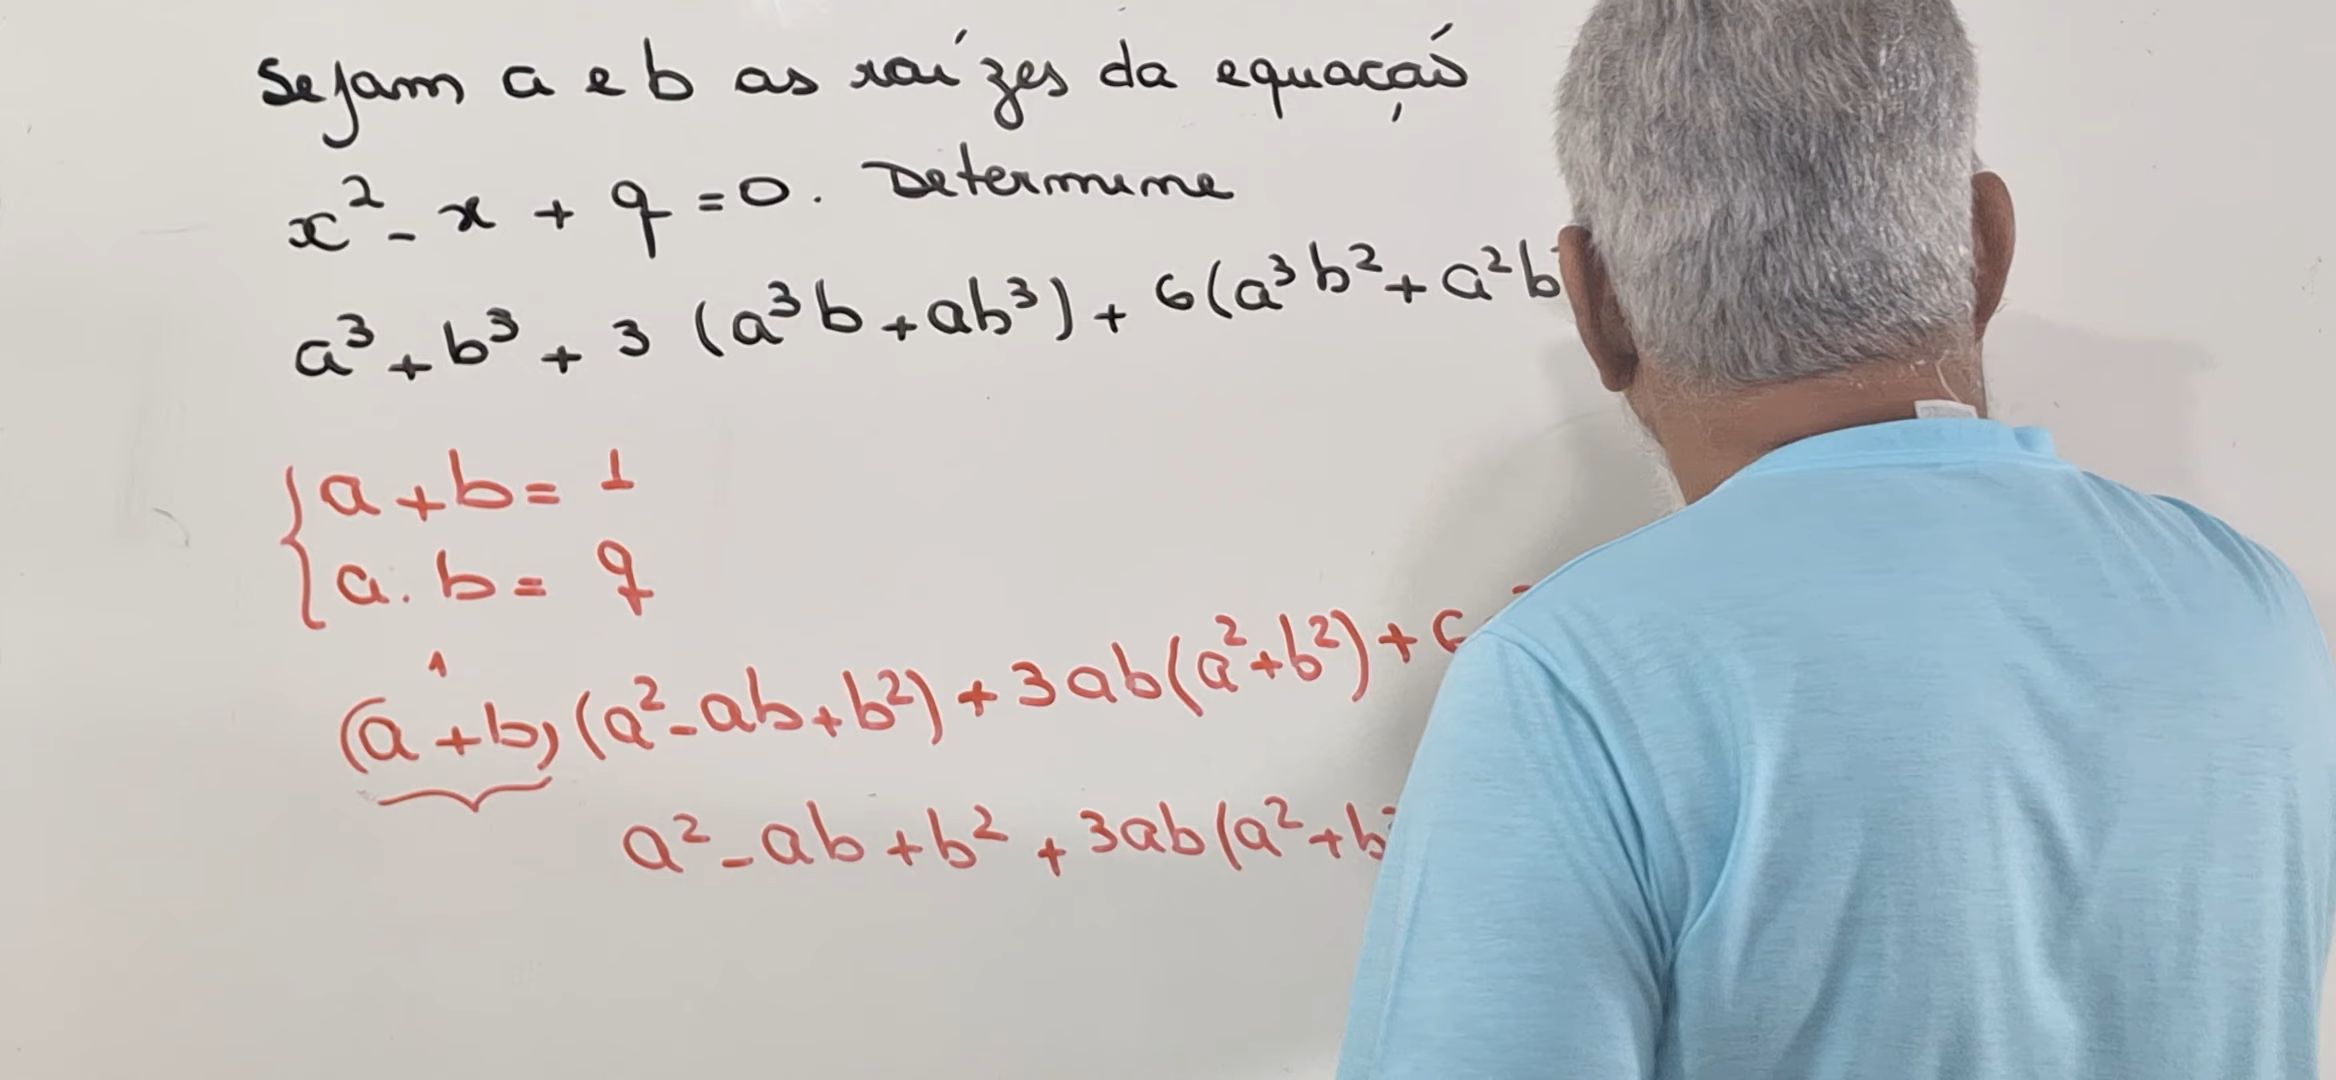 Sejam a e b as raízes da equação
x² - x + q = 0. Determine
a³ + b³ + 3 (a³b + ab³) + 6(a³b² + a²b
{ a + b = 1
{ a . b = q
1
(a + b) (a² - ab + b²) + 3ab(a² + b²) +
a² - ab + b² + 3ab(a² + b²